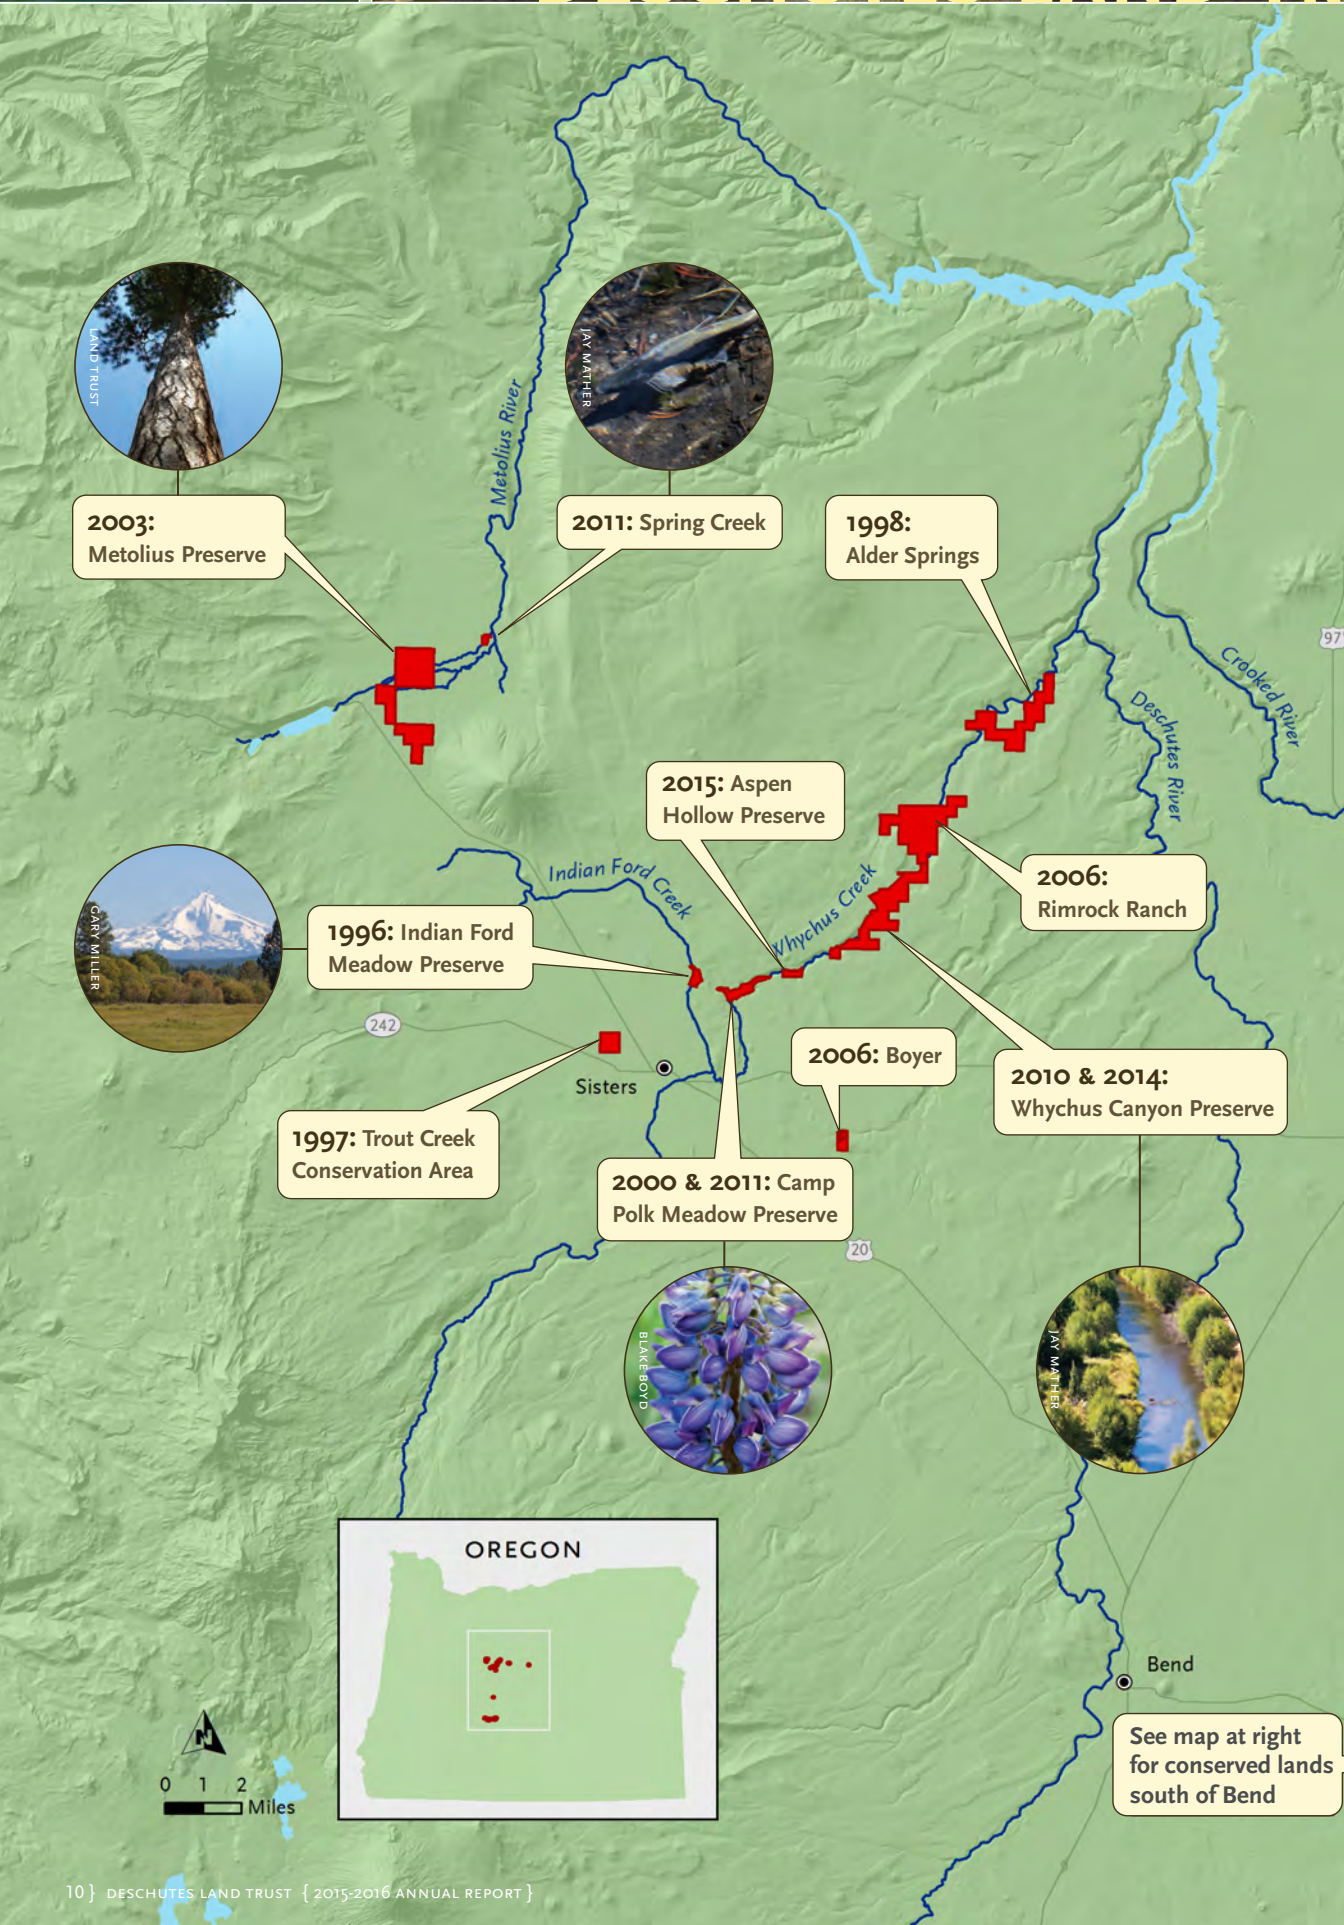 LAND TRUST
JAY MATHER
Metolius River
2003:
Metolius Preserve
2011: Spring Creek
1998:
Alder Springs
97
Crooked River
Deschutes River
2015: Aspen
Hollow Preserve
Indian Ford Creek
Whychus Creek
2006:
Rimrock Ranch
GARY MILLER
1996: Indian Ford
Meadow Preserve
242
Sisters
2006: Boyer
2010 & 2014:
Whychus Canyon Preserve
1997: Trout Creek
Conservation Area
2000 & 2011: Camp
Polk Meadow Preserve
20
BLAKE BOYD
JAY MATHER
OREGON
Bend
See map at right
for conserved lands
south of Bend
N
0 1 2
Miles
10 } DESCHUTES LAND TRUST { 2015-2016 ANNUAL REPORT }